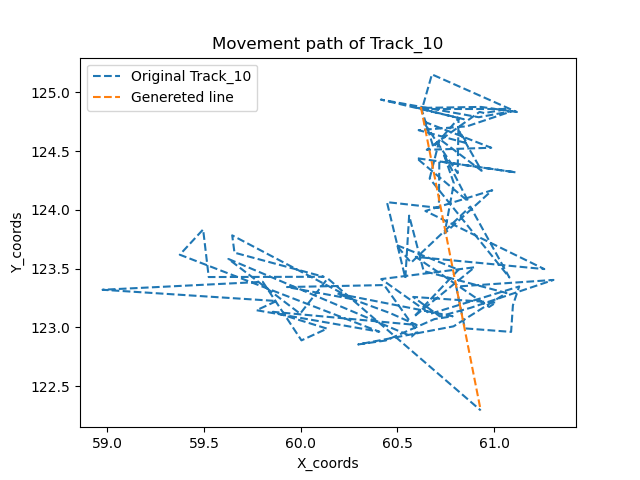 Movement path of Track_10
Original Track_10
Genereted line
Y_coords
125.0
124.5
124.0
123.5
123.0
122.5
59.0 59.5 60.0 60.5 61.0
X_coords